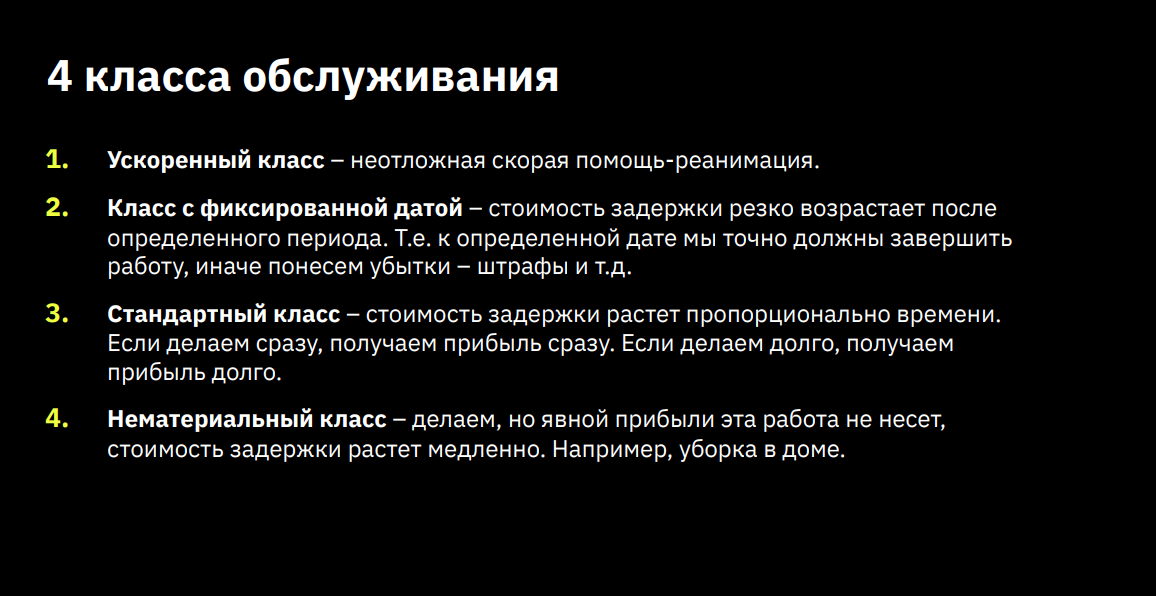 4 класса обслуживания
1. Ускоренный класс – неотложная скорая помощь-реанимация.
2. Класс с фиксированной датой – стоимость задержки резко возрастает после
определенного периода. Т.е. к определенной дате мы точно должны завершить
работу, иначе понесем убытки – штрафы и т.д.
3. Стандартный класс – стоимость задержки растет пропорционально времени.
Если делаем сразу, получаем прибыль сразу. Если делаем долго, получаем
прибыль долго.
4. Нематериальный класс – делаем, но явной прибыли эта работа не несет,
стоимость задержки растет медленно. Например, уборка в доме.